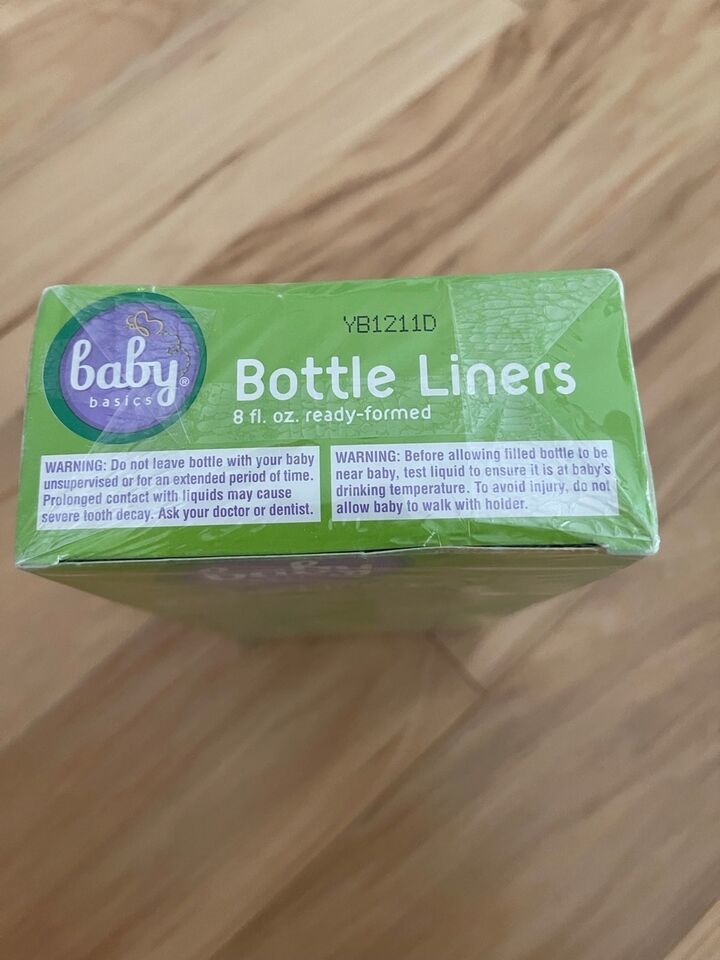 YB1211D
baby®
basics
Bottle Liners
8 fl. oz. ready-formed
WARNING: Do not leave bottle with your baby
unsupervised or for an extended period of time.
Prolonged contact with liquids may cause
severe tooth decay. Ask your doctor or dentist.
WARNING: Before allowing filled bottle to be
near baby, test liquid to ensure it is at baby's
drinking temperature. To avoid injury, do not
allow baby to walk with holder.
baby